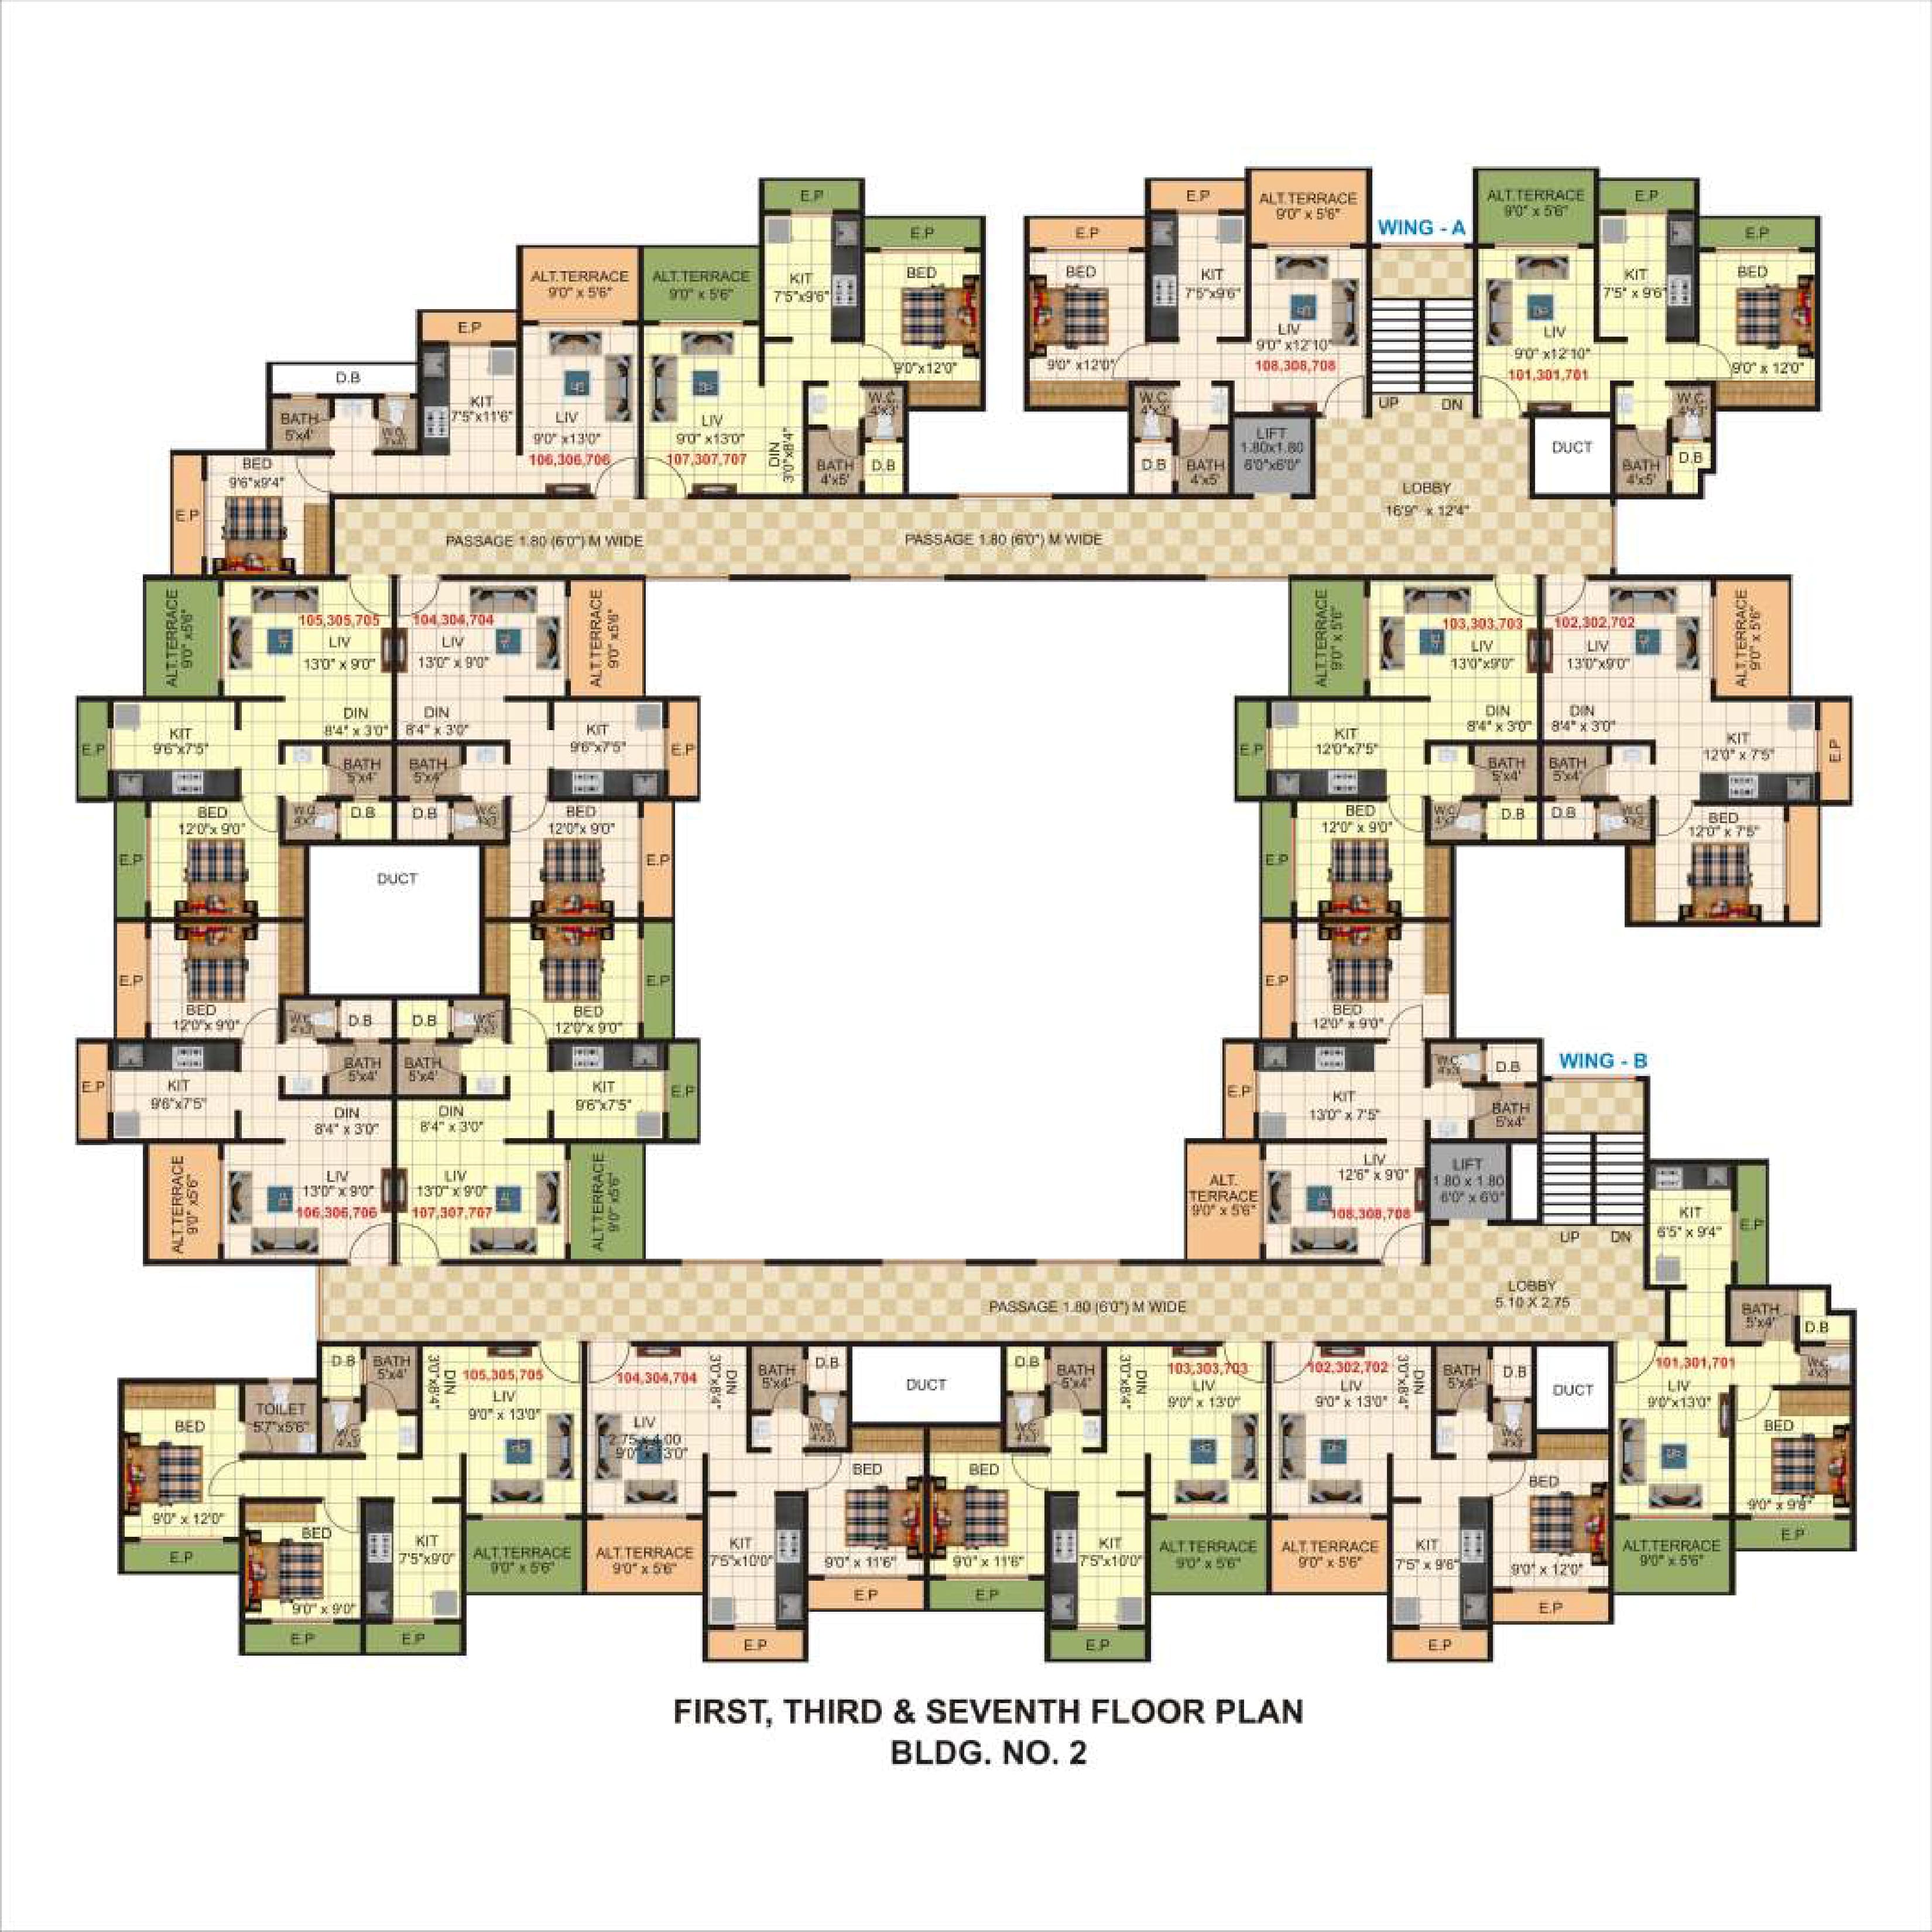 E.P
E.P
ALT.TERRACE
9'0" x 5'6"
WING - A
ALT.TERRACE
9'0" x 5'6"
E.P
E.P
BED
KIT
7'5"x9'6"
ALT.TERRACE
9'0" x 5'6"
ALT.TERRACE
9'0" x 5'6"
9'0"x12'0"
E.P
BED
9'0" x12'0"
KIT
7'5"x9'6"
LIV
9'0" x12'10"
108,308,708
UP
DN
LIV
9'0" x12'10"
101,301,701
KIT
7'5" x 9'6"
E.P
BED
9'0" x 12'0"
E.P
D.B
BATH
5'x4'
KIT
7'5"x11'6"
LIV
9'0" x13'0"
106,306,706
LIV
9'0" x13'0"
107,307,707
DIN
3'0"x8'4"
W.C
4'x3'
BATH
4'x5'
D.B
W.C
4'x3'
D.B
BATH
4'x5'
LIFT
1.80x1.80
6'0"x6'0"
DUCT
W.C
4'x3'
BATH
4'x5'
D.B
BED
9'6"x9'4"
E.P
LOBBY
16'9" x 12'4"
PASSAGE 1.80 (6'0") M WIDE
PASSAGE 1.80 (6'0") M WIDE
ALT.TERRACE
9'0" x5'6"
105,305,705
LIV
13'0" x 9'0"
104,304,704
LIV
13'0" x 9'0"
ALT.TERRACE
9'0" x5'6"
ALT.TERRACE
9'0" x 5'6"
103,303,703
LIV
13'0"x9'0"
102,302,702
LIV
13'0"x9'0"
ALT.TERRACE
9'0" x 5'6"
E.P
KIT
9'6"x7'5"
DIN
8'4" x 3'0"
DIN
8'4" x 3'0"
KIT
9'6"x7'5"
E.P
E.P
KIT
12'0"x7'5"
DIN
8'4" x 3'0"
DIN
8'4" x 3'0"
KIT
12'0" x 7'5"
E.P
BATH
5'x4'
BATH
5'x4'
BATH
5'x4'
BATH
5'x4'
BED
12'0"x 9'0"
W.C
4'x3'
D.B
D.B
W.C
4'x3'
BED
12'0"x 9'0"
BED
12'0"x 9'0"
W.C
4'x3'
D.B
D.B
W.C
4'x3'
BED
12'0" x 7'5"
E.P
E.P
E.P
DUCT
E.P
E.P
E.P
BED
12'0"x 9'0"
W.C
4'x3'
D.B
D.B
W.C
4'x3'
BED
12'0"x 9'0"
BED
12'0" x 9'0"
BATH
5'x4'
BATH
5'x4'
WING - B
W.C
4'x3'
D.B
BATH
5'x4'
E.P
KIT
9'6"x7'5"
KIT
9'6"x7'5"
E.P
E.P
KIT
13'0" x 7'5"
DIN
8'4" x 3'0"
DIN
8'4" x 3'0"
ALT.TERRACE
9'0" x5'6"
LIV
13'0" x 9'0"
106,306,706
LIV
13'0" x 9'0"
107,307,707
ALT.TERRACE
9'0" x5'6"
ALT.
TERRACE
9'0" x 5'6"
LIV
12'6" x 9'0"
108,308,708
LIFT
1.80 x 1.80
6'0" x 6'0"
UP
DN
KIT
6'5" x 9'4"
E.P
PASSAGE 1.80 (6'0") M WIDE
LOBBY
5.10 X 2.75
BATH
5'x4'
D.B
W.C
4'x3'
D.B
BATH
5'x4'
DIN
3'0"x8'4"
105,305,705
LIV
9'0" x 13'0"
104,304,704
LIV
2.75 x 4.00
9'0" x 13'0"
DIN
3'0"x8'4"
BATH
5'x4'
D.B
DUCT
D.B
BATH
5'x4'
DIN
3'0"x8'4"
103,303,703
LIV
9'0" x 13'0"
102,302,702
LIV
9'0" x 13'0"
DIN
3'0"x8'4"
BATH
5'x4'
D.B
DUCT
101,301,701
LIV
9'0"x13'0"
BED
9'0" x 9'8"
E.P
BED
9'0" x 12'0"
E.P
TOILET
5'7"x5'6"
W.C
4'x3'
W.C
4'x3'
W.C
4'x3'
W.C
4'x3'
BED
9'0" x 9'0"
E.P
KIT
7'5"x9'0"
E.P
ALT.TERRACE
9'0" x 5'6"
ALT.TERRACE
9'0" x 5'6"
KIT
7'5"x10'0"
E.P
BED
9'0" x 11'6"
E.P
BED
9'0" x 11'6"
E.P
KIT
7'5"x10'0"
E.P
ALT.TERRACE
9'0" x 5'6"
ALT.TERRACE
9'0" x 5'6"
KIT
7'5" x 9'6"
E.P
BED
9'0" x 12'0"
E.P
ALT.TERRACE
9'0" x 5'6"
FIRST, THIRD & SEVENTH FLOOR PLAN
BLDG. NO. 2